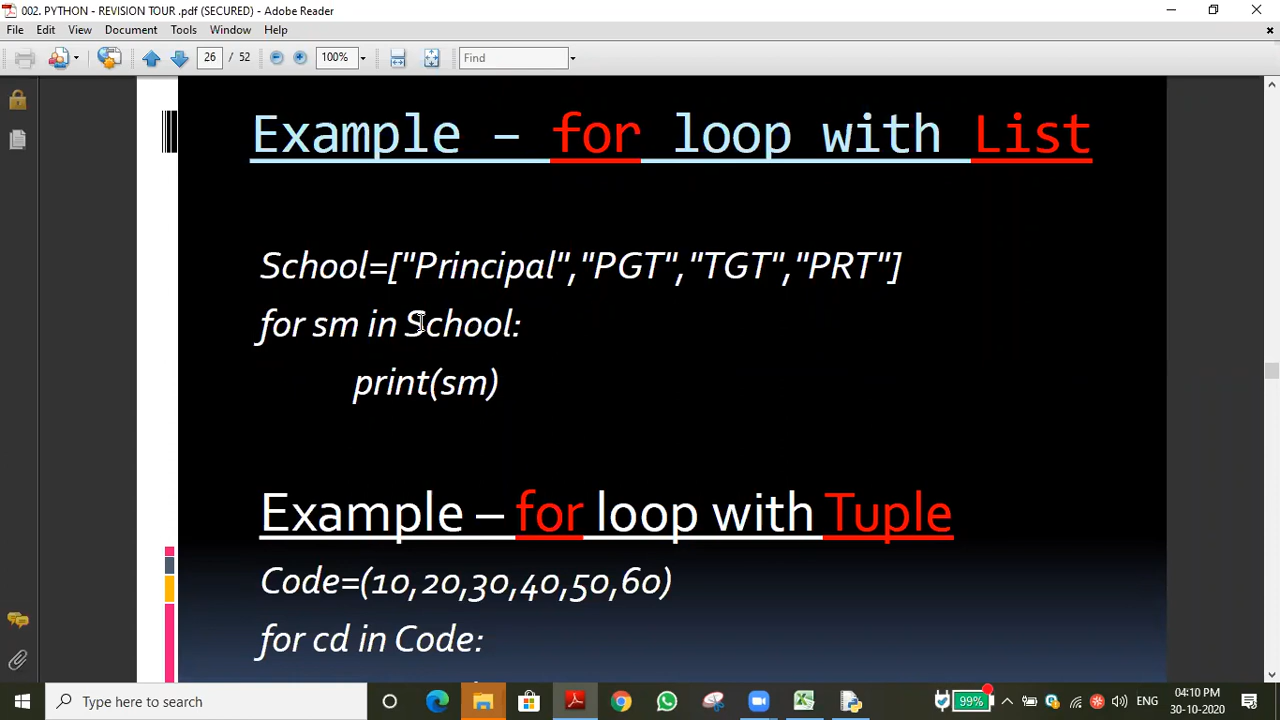 002. PYTHON - REVISION TOUR .pdf (SECURED) - Adobe Reader
File Edit View Document Tools Window Help
26 / 52 100% Find
Example – for loop with List
School=["Principal","PGT","TGT","PRT"]
for sm in School:
print(sm)
Example – for loop with Tuple
Code=(10,20,30,40,50,60)
for cd in Code:
Type here to search
99%
ENG
04:10 PM
30-10-2020